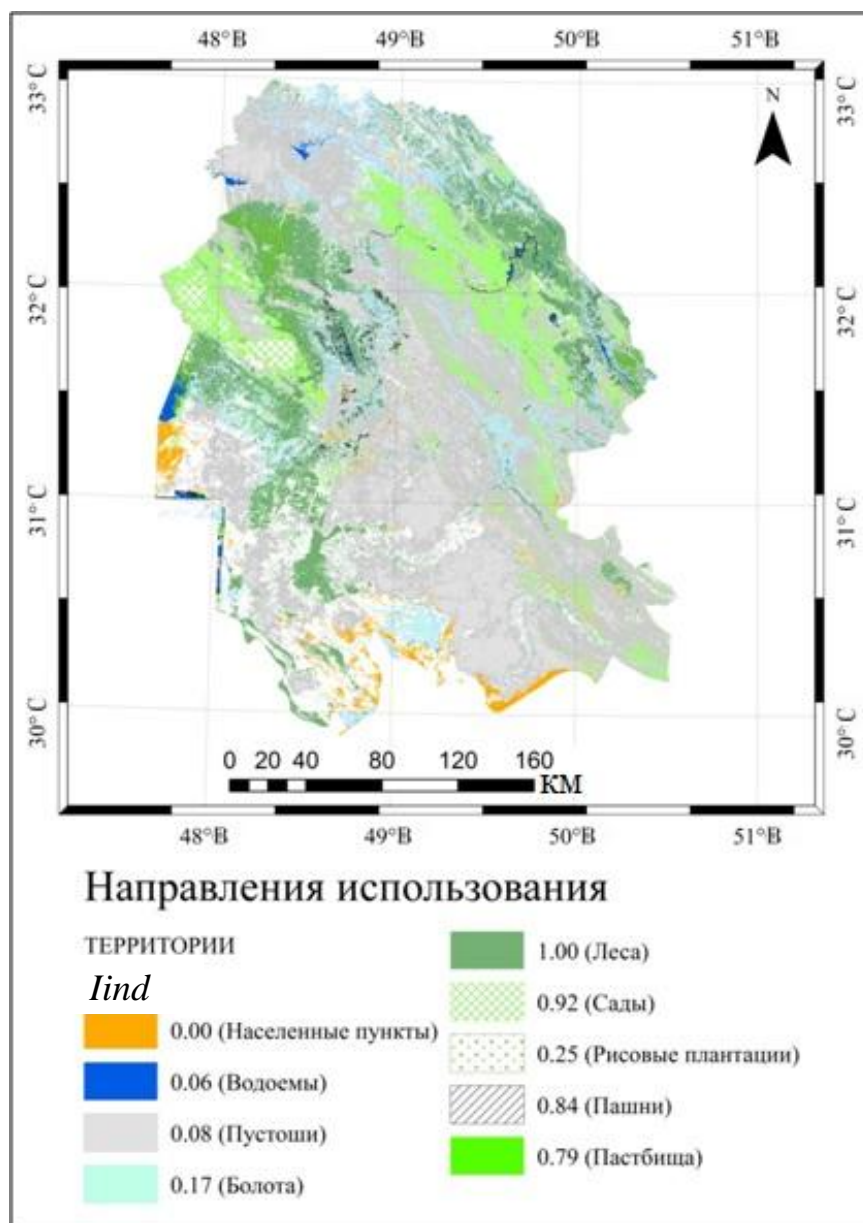 48°В 49°В 50°В 51°В
33°С 33°С
N
32°С 32°С
31°С 31°С
30°С 30°С
0 20 40 80 120 160
КМ
48°В 49°В 50°В 51°В
Направления использования
ТЕРРИТОРИИ
Iind
0.00 (Населенные пункты)
0.06 (Водоемы)
0.08 (Пустоши)
0.17 (Болота)
1.00 (Леса)
0.92 (Сады)
0.25 (Рисовые плантации)
0.84 (Пашни)
0.79 (Пастбища)